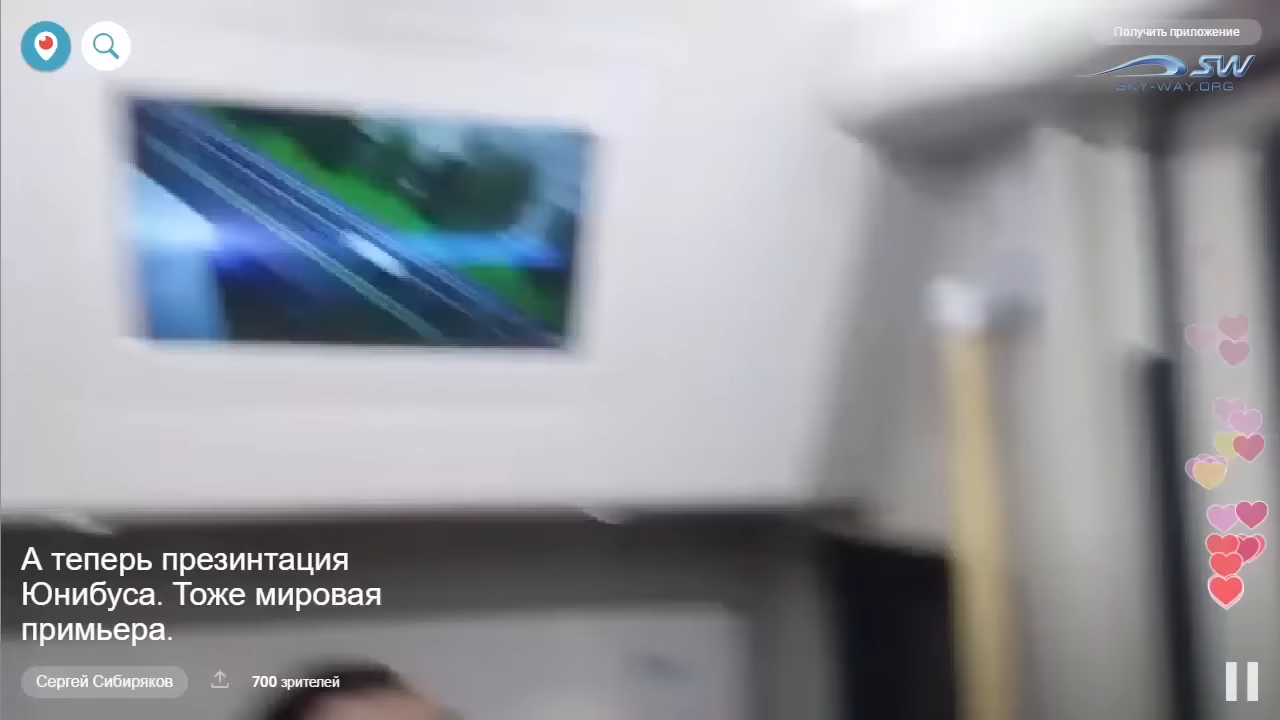 Получить приложение
SW
SKY-WAY.ORG
А теперь презинтация
Юнибуса. Тоже мировая
примьера.
Сергей Сибиряков
700 зрителей